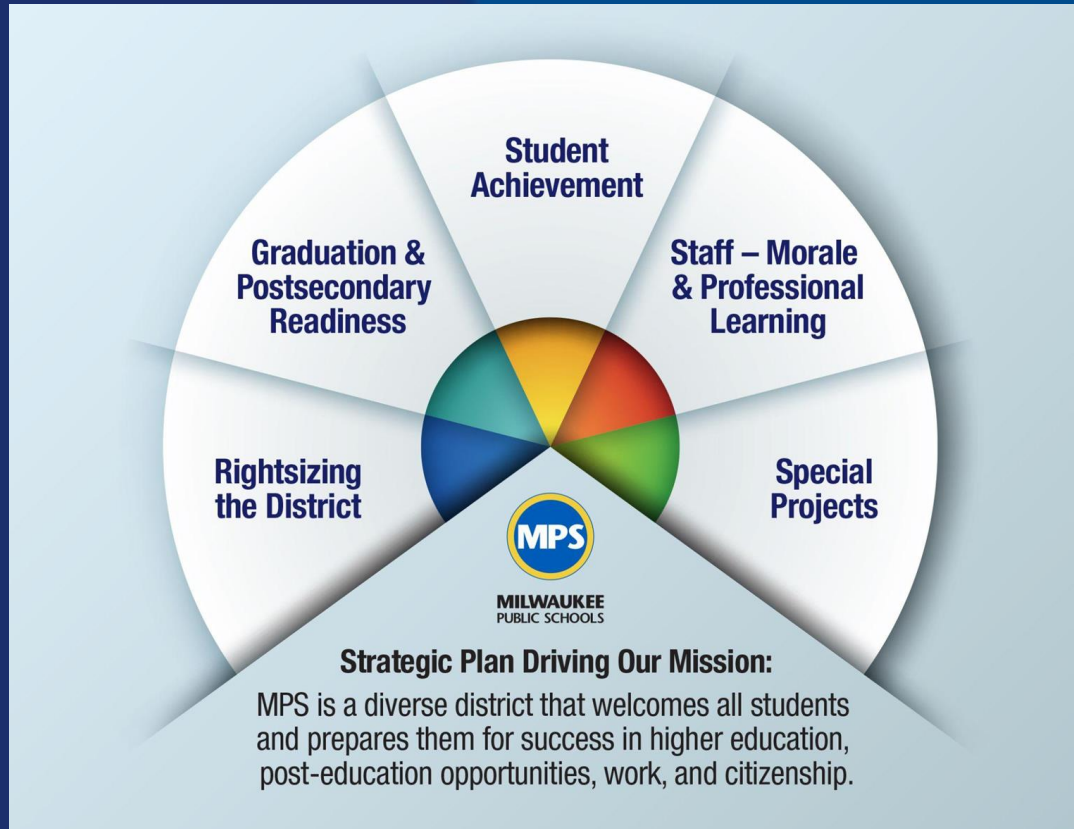 Student
Achievement
Graduation &
Postsecondary
Readiness
Staff – Morale
& Professional
Learning
Rightsizing
the District
Special
Projects
MPS
MILWAUKEE
PUBLIC SCHOOLS
Strategic Plan Driving Our Mission:
MPS is a diverse district that welcomes all students
and prepares them for success in higher education,
post-education opportunities, work, and citizenship.